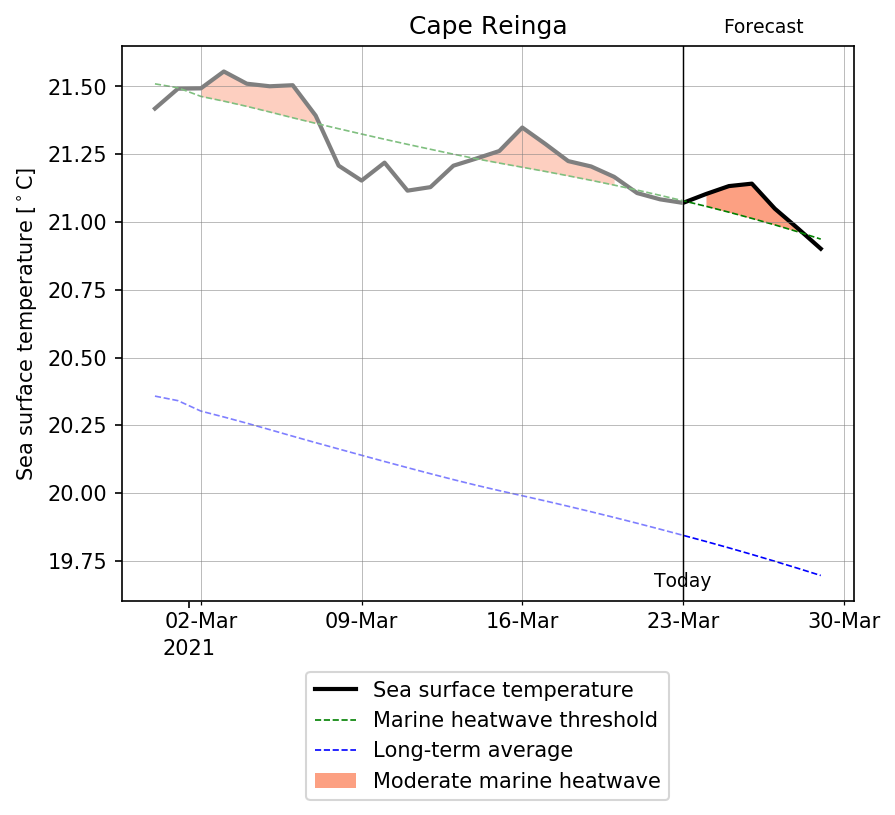 Cape Reinga
Forecast
Sea surface temperature [°C]
21.50
21.25
21.00
20.75
20.50
20.25
20.00
19.75
Today
02-Mar 09-Mar 16-Mar 23-Mar 30-Mar
2021
Sea surface temperature
Marine heatwave threshold
Long-term average
Moderate marine heatwave